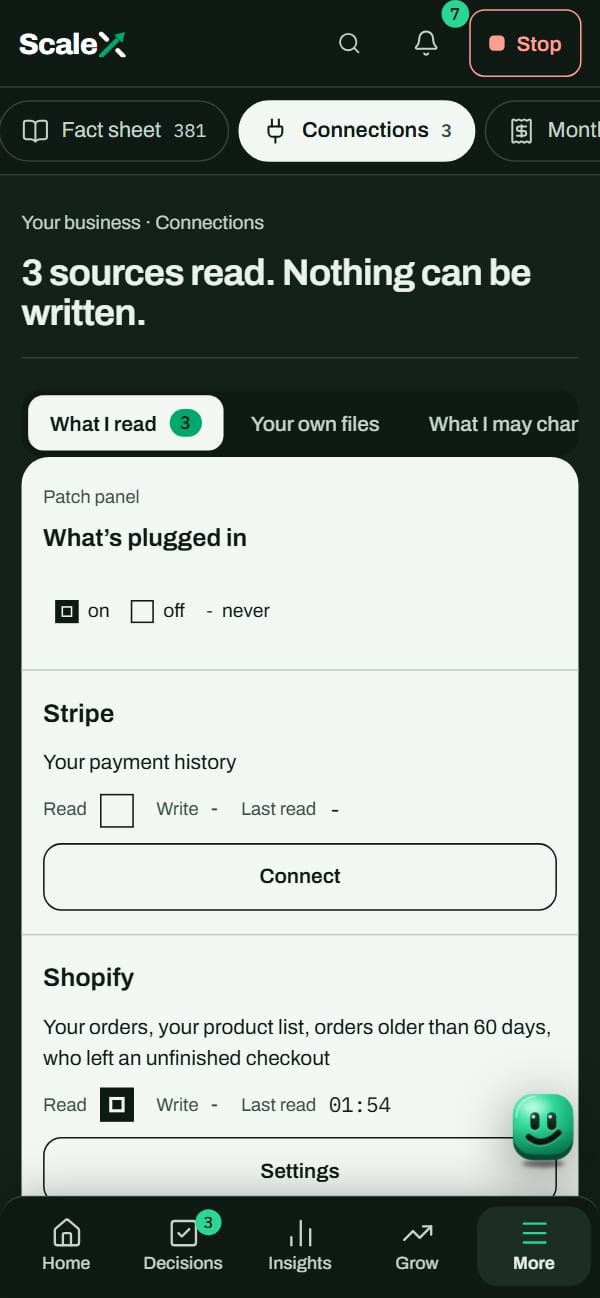 Scale
7
Stop
Fact sheet 381
Connections 3
Your business · Connections
3 sources read. Nothing can be
written.
What I read 3
Your own files
What I may
Patch panel
What's plugged in
on
off
- never
Stripe
Your payment history
Read
Write -
Last read -
Connect
Shopify
Your orders, your product list, orders older than 60 days,
who left an unfinished checkout
Read
Write -
Last read 01:54
Settings
3
Home
Decisions
Insights
Grow
More